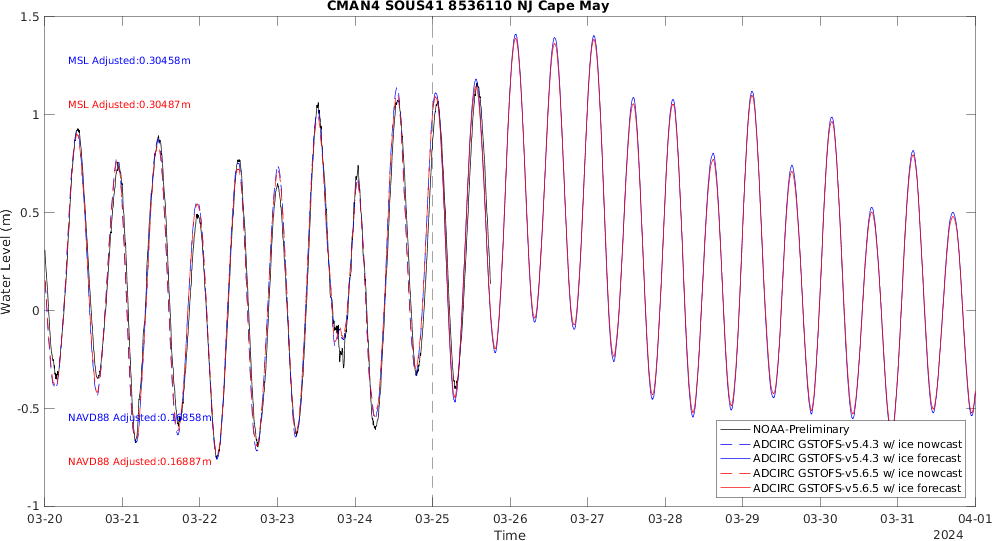 CMAN4 SOUS41 8536110 NJ Cape May
1.5
MSL Adjusted:0.30458m
MSL Adjusted:0.30487m
1
0.5
Water Level (m)
0
-0.5
NAVD88 Adjusted:0.16858m
NAVD88 Adjusted:0.16887m
-1
NOAA-Preliminary
ADCIRC GSTOFS-v5.4.3 w/ ice nowcast
ADCIRC GSTOFS-v5.4.3 w/ ice forecast
ADCIRC GSTOFS-v5.6.5 w/ ice nowcast
ADCIRC GSTOFS-v5.6.5 w/ ice forecast
03-20 03-21 03-22 03-23 03-24 03-25 03-26 03-27 03-28 03-29 03-30 03-31 04-01
Time
2024